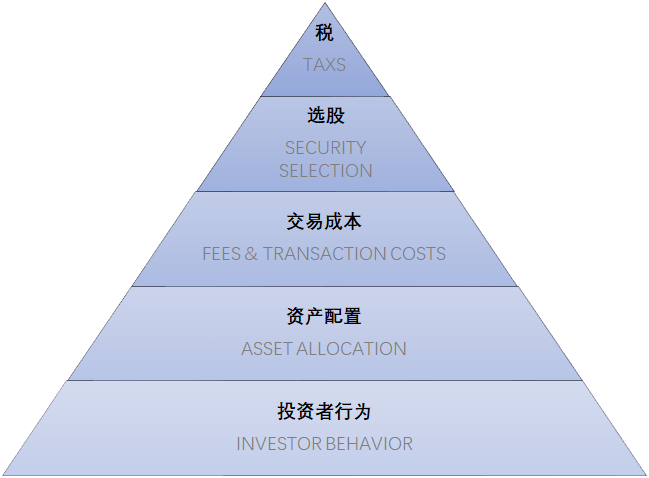 税
TAXS
选股
SECURITY
SELECTION
交易成本
FEES & TRANSACTION COSTS
资产配置
ASSET ALLOCATION
投资者行为
INVESTOR BEHAVIOR